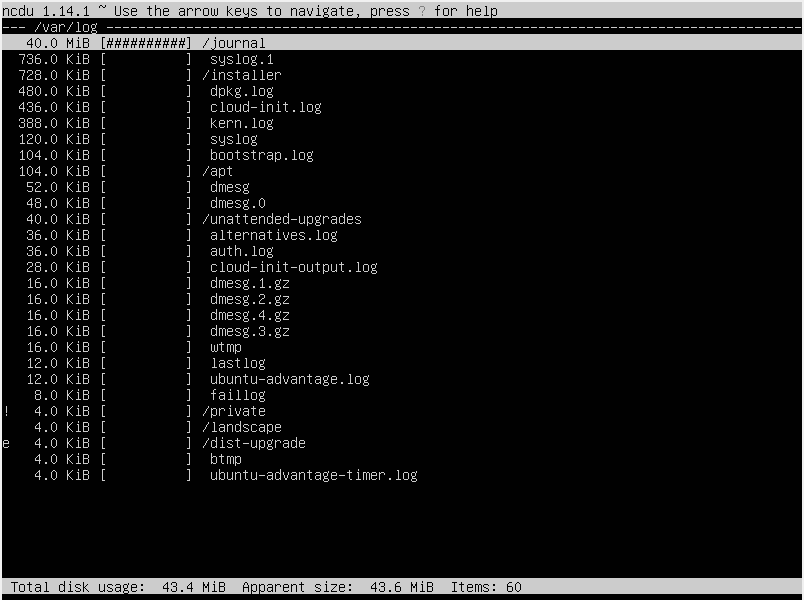 ncdu 1.14.1 ~ Use the arrow keys to navigate, press ? for help
--- /var/log ---------------------------------------------------------------------------------------
   40.0 MiB [##########] /journal
  736.0 KiB [          ]  syslog.1
  728.0 KiB [          ] /installer
  480.0 KiB [          ]  dpkg.log
  436.0 KiB [          ]  cloud-init.log
  388.0 KiB [          ]  kern.log
  120.0 KiB [          ]  syslog
  104.0 KiB [          ]  bootstrap.log
  104.0 KiB [          ] /apt
   52.0 KiB [          ]  dmesg
   48.0 KiB [          ]  dmesg.0
   40.0 KiB [          ] /unattended-upgrades
   36.0 KiB [          ]  alternatives.log
   36.0 KiB [          ]  auth.log
   28.0 KiB [          ]  cloud-init-output.log
   16.0 KiB [          ]  dmesg.1.gz
   16.0 KiB [          ]  dmesg.2.gz
   16.0 KiB [          ]  dmesg.4.gz
   16.0 KiB [          ]  dmesg.3.gz
   16.0 KiB [          ]  wtmp
   12.0 KiB [          ]  lastlog
   12.0 KiB [          ]  ubuntu-advantage.log
    8.0 KiB [          ]  faillog
!   4.0 KiB [          ] /private
    4.0 KiB [          ] /landscape
e   4.0 KiB [          ] /dist-upgrade
    4.0 KiB [          ]  btmp
    4.0 KiB [          ]  ubuntu-advantage-timer.log
Total disk usage:  43.4 MiB  Apparent size:  43.6 MiB  Items: 60